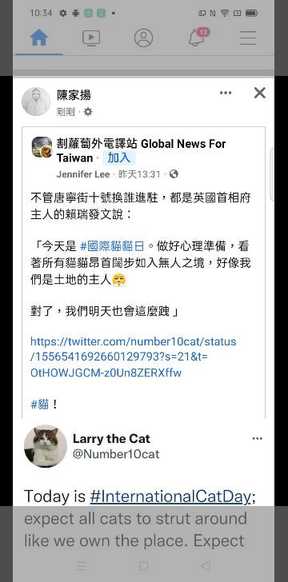 10:34
12
陳家揚
剛剛
割蘿蔔外電譯站 Global News For
Taiwan · 加入
Jennifer Lee · 昨天13:31
不管唐寧街十號換誰進駐，都是英國首相府
主人的賴瑞發文說：
「今天是 #國際貓貓日。做好心理準備，看
著所有貓貓昂首闊步如入無人之境，好像我
們是土地的主人😤
對了，我們明天也會這麼跩 」
https://twitter.com/number10cat/status
/1556541692660129793?s=21&t=
OtHOWJGCM-z0Un8ZERXffw
#貓！
Larry the Cat
@Number10cat
Today is #InternationalCatDay;
expect all cats to strut around
like we own the place. Expect